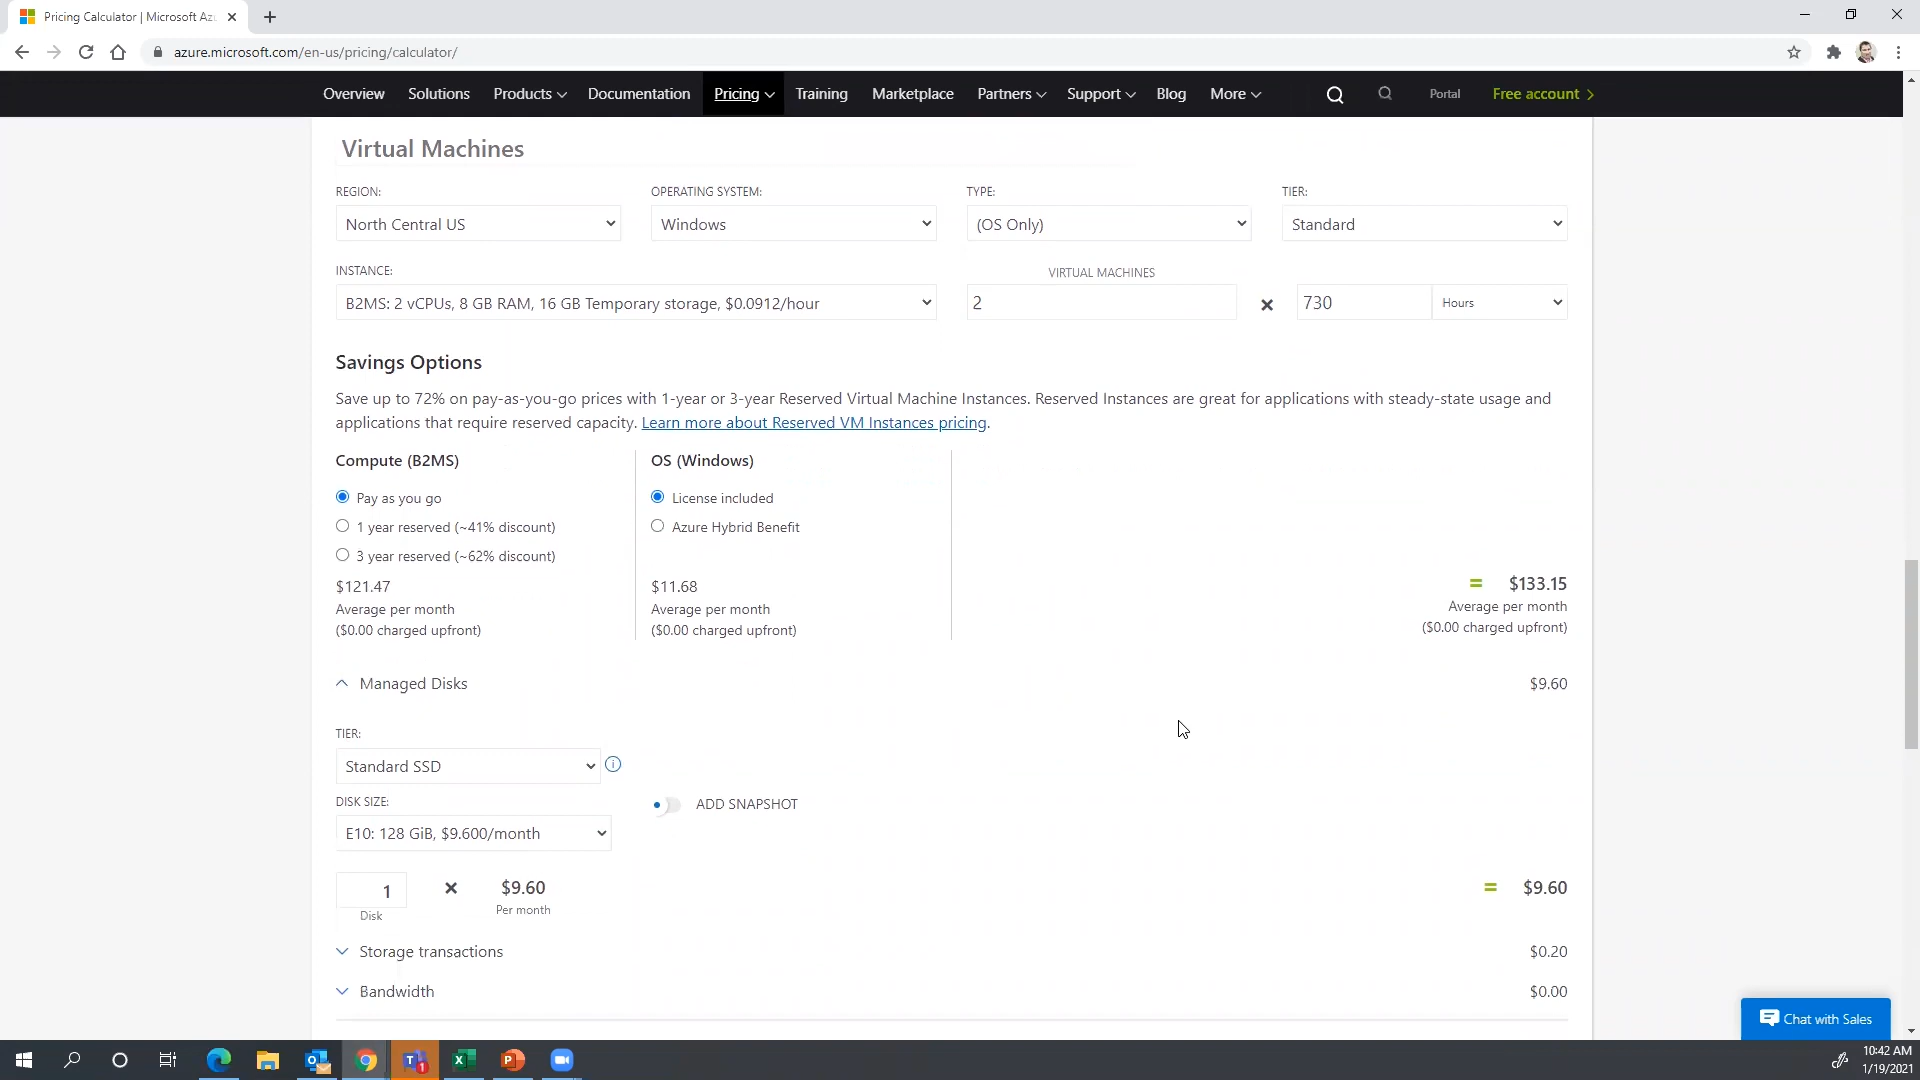 Pricing Calculator | Microsoft Az
azure.microsoft.com/en-us/pricing/calculator/
Overview Solutions Products Documentation Pricing Training Marketplace Partners Support Blog More Portal Free account
Virtual Machines
REGION: OPERATING SYSTEM: TYPE: TIER:
North Central US Windows (OS Only) Standard
INSTANCE: VIRTUAL MACHINES
B2MS: 2 vCPUs, 8 GB RAM, 16 GB Temporary storage, $0.0912/hour 2 × 730 Hours
Savings Options
Save up to 72% on pay-as-you-go prices with 1-year or 3-year Reserved Virtual Machine Instances. Reserved Instances are great for applications with steady-state usage and
applications that require reserved capacity. Learn more about Reserved VM Instances pricing.
Compute (B2MS) OS (Windows)
Pay as you go License included
1 year reserved (~41% discount) Azure Hybrid Benefit
3 year reserved (~62% discount)
$121.47 $11.68 = $133.15
Average per month Average per month Average per month
($0.00 charged upfront) ($0.00 charged upfront) ($0.00 charged upfront)
Managed Disks $9.60
TIER:
Standard SSD
DISK SIZE: ADD SNAPSHOT
E10: 128 GiB, $9.600/month
1 × $9.60 = $9.60
Disk Per month
Storage transactions $0.20
Bandwidth $0.00
Chat with Sales
10:42 AM
1/19/2021